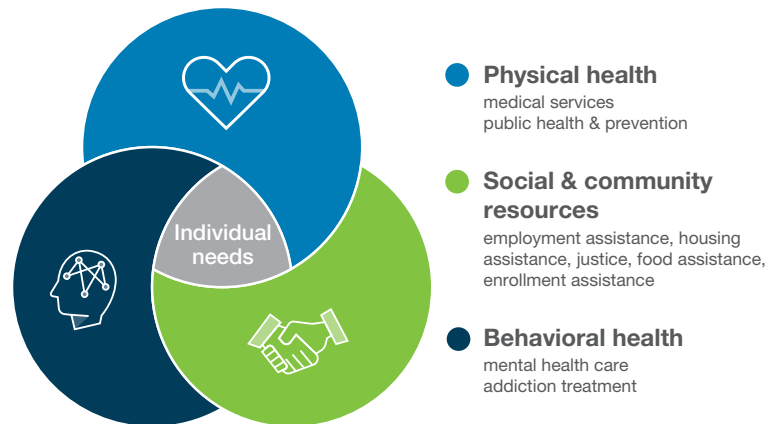 Individual
needs
Physical health
medical services
public health & prevention
Social & community
resources
employment assistance, housing
assistance, justice, food assistance,
enrollment assistance
Behavioral health
mental health care
addiction treatment